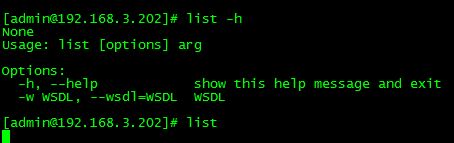 [admin@192.168.3.202]# list -h
None
Usage: list [options] arg
Options:
-h, --help show this help message and exit
-w WSDL, --wsdl=WSDL WSDL
[admin@192.168.3.202]# list